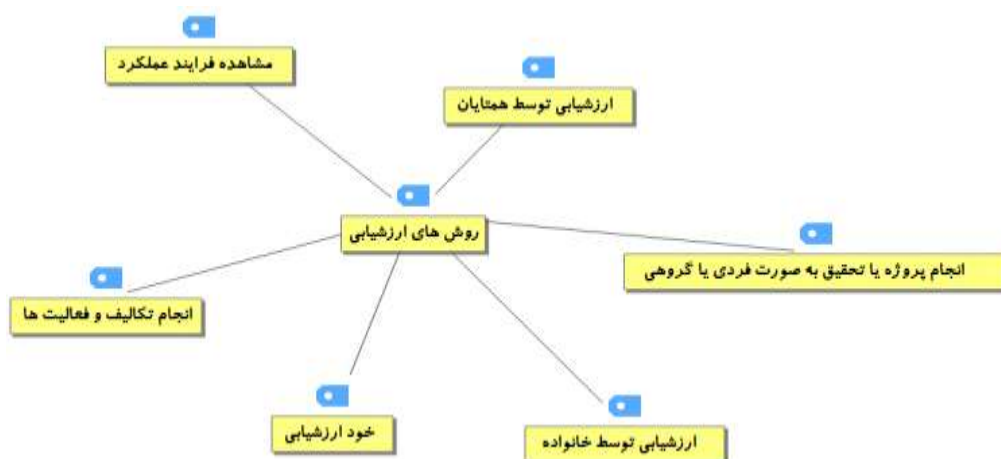 مشاهده فرایند عملکرد
ارزشیابی توسط همتایان
روش های ارزشیابی
انجام پروژه یا تحقیق به صورت فردی یا گروهی
انجام تکالیف و فعالیت ها
خود ارزشیابی
ارزشیابی توسط خانواده